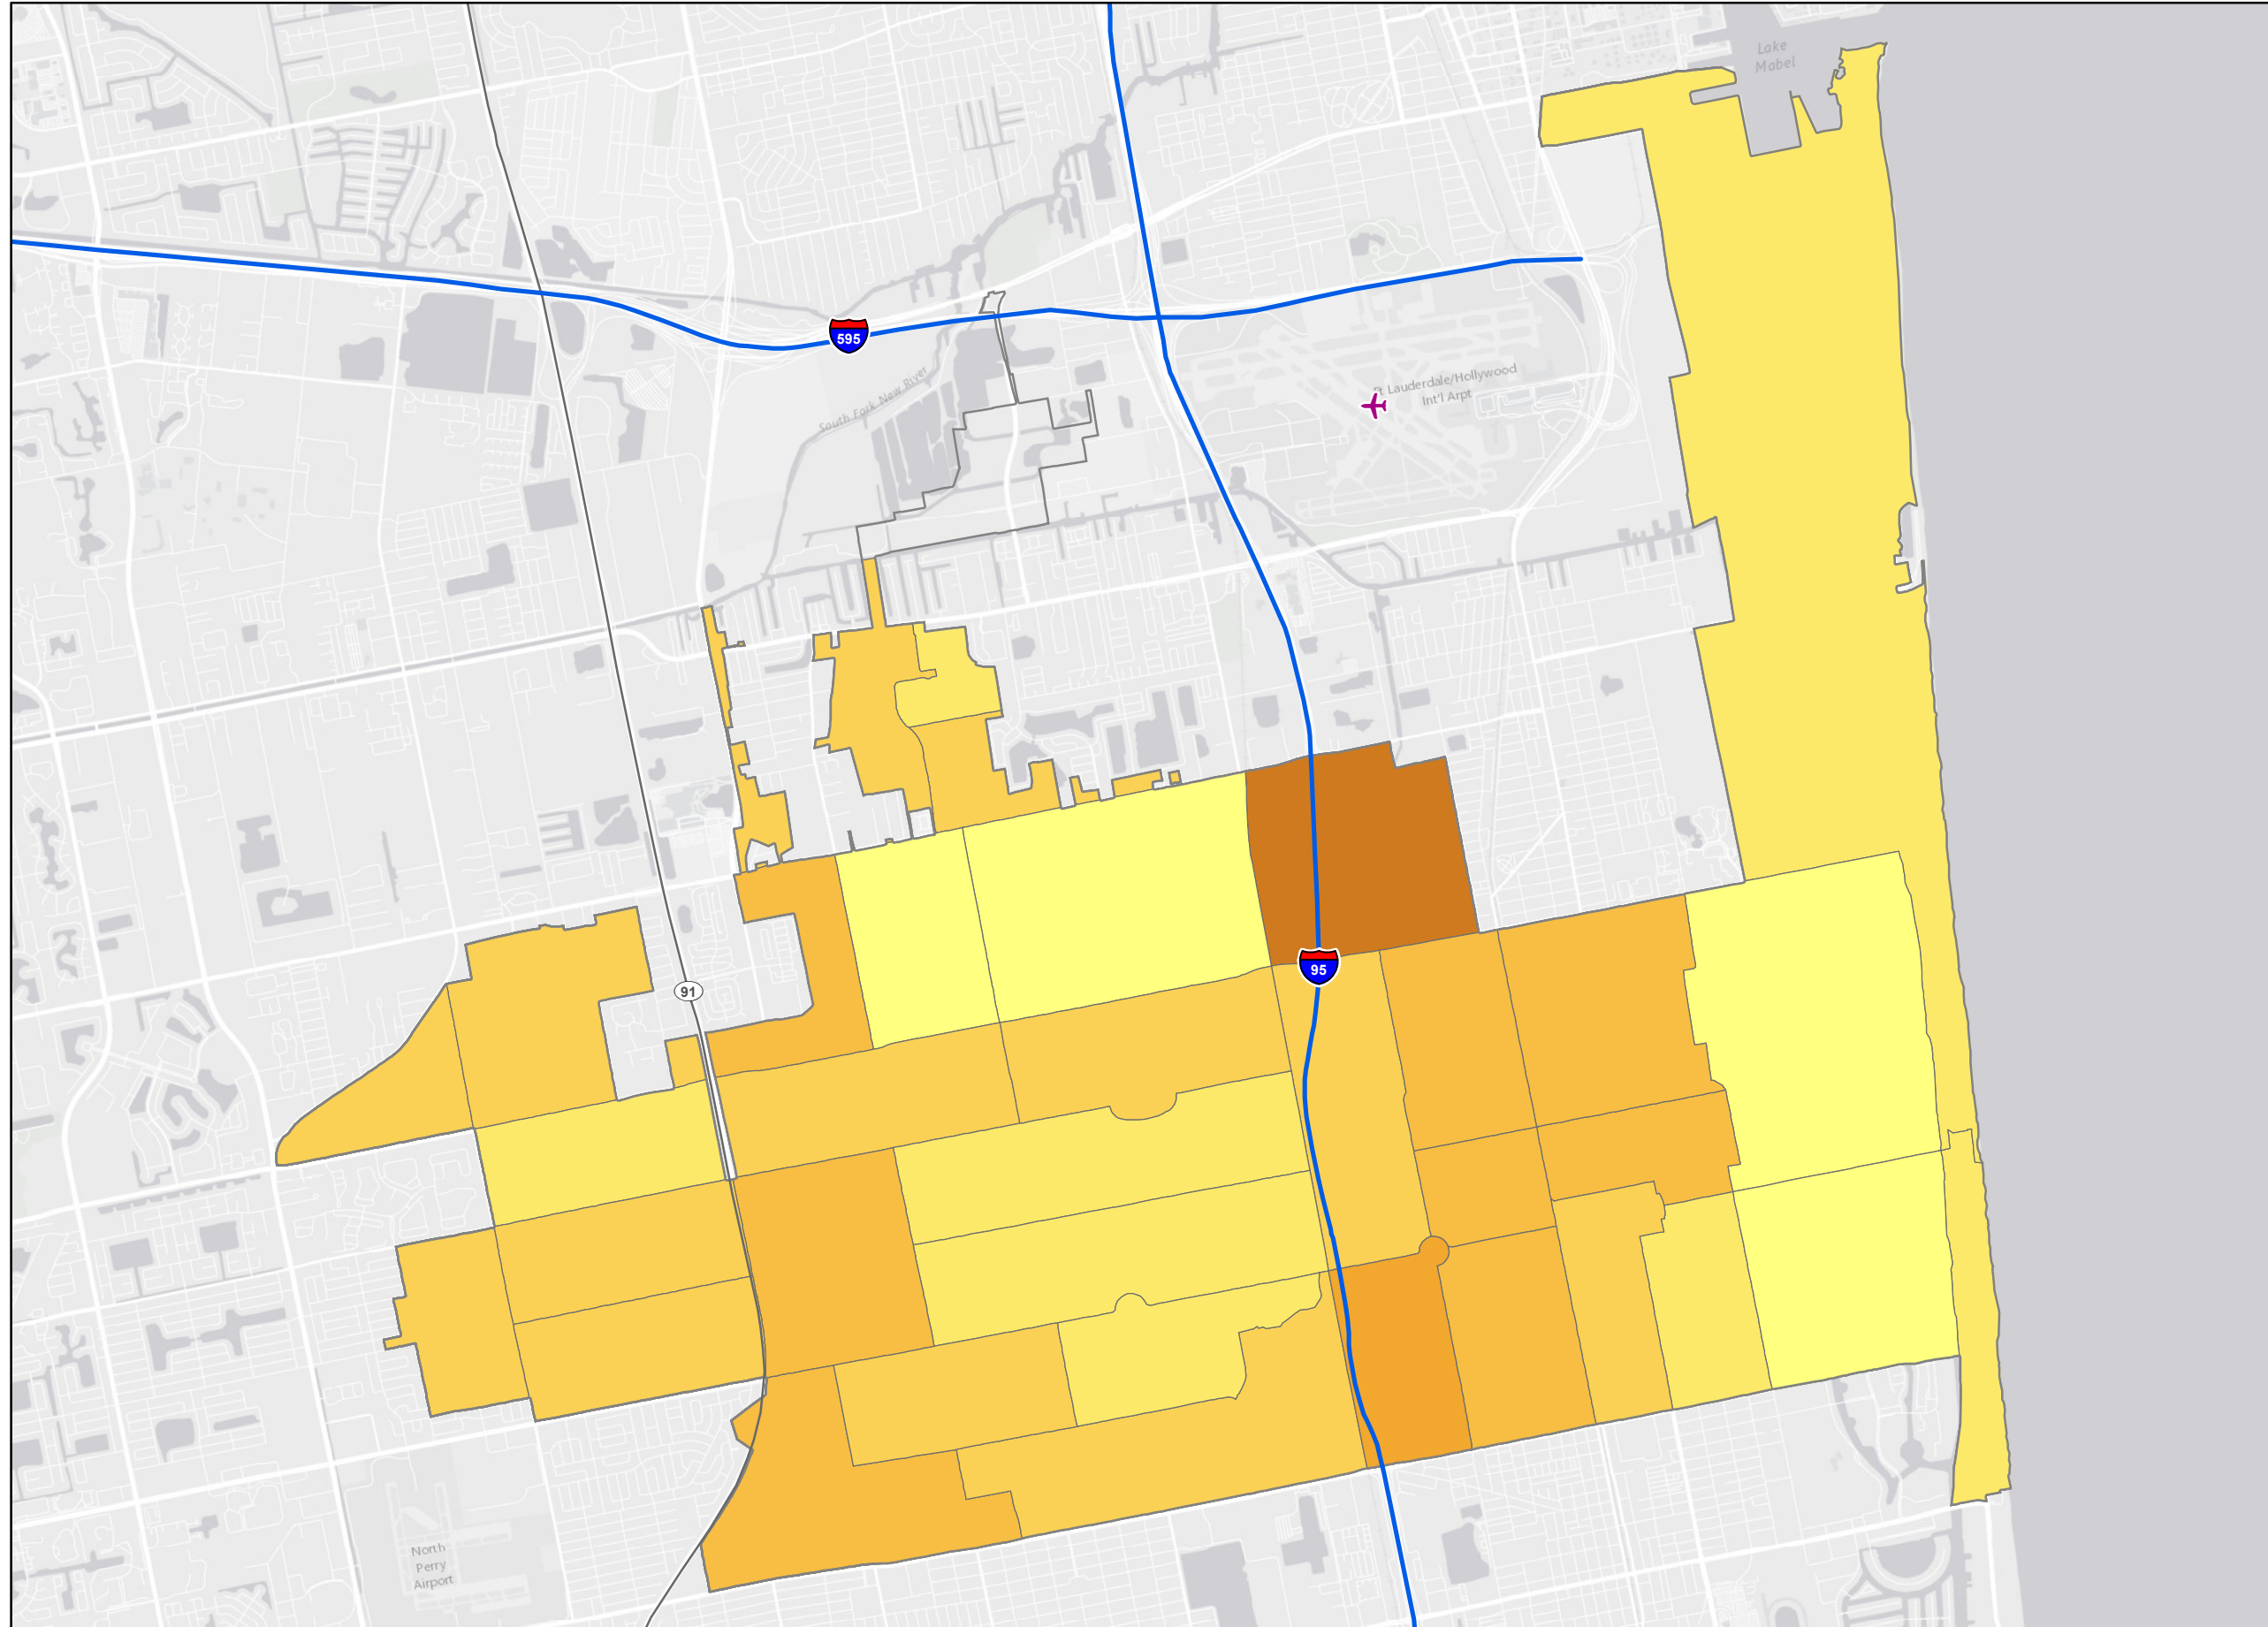 Lake
Mabel
595
South Fork New River
Ft Lauderdale/Hollywood
Int'l Arpt
95
91
North
Perry
Airport